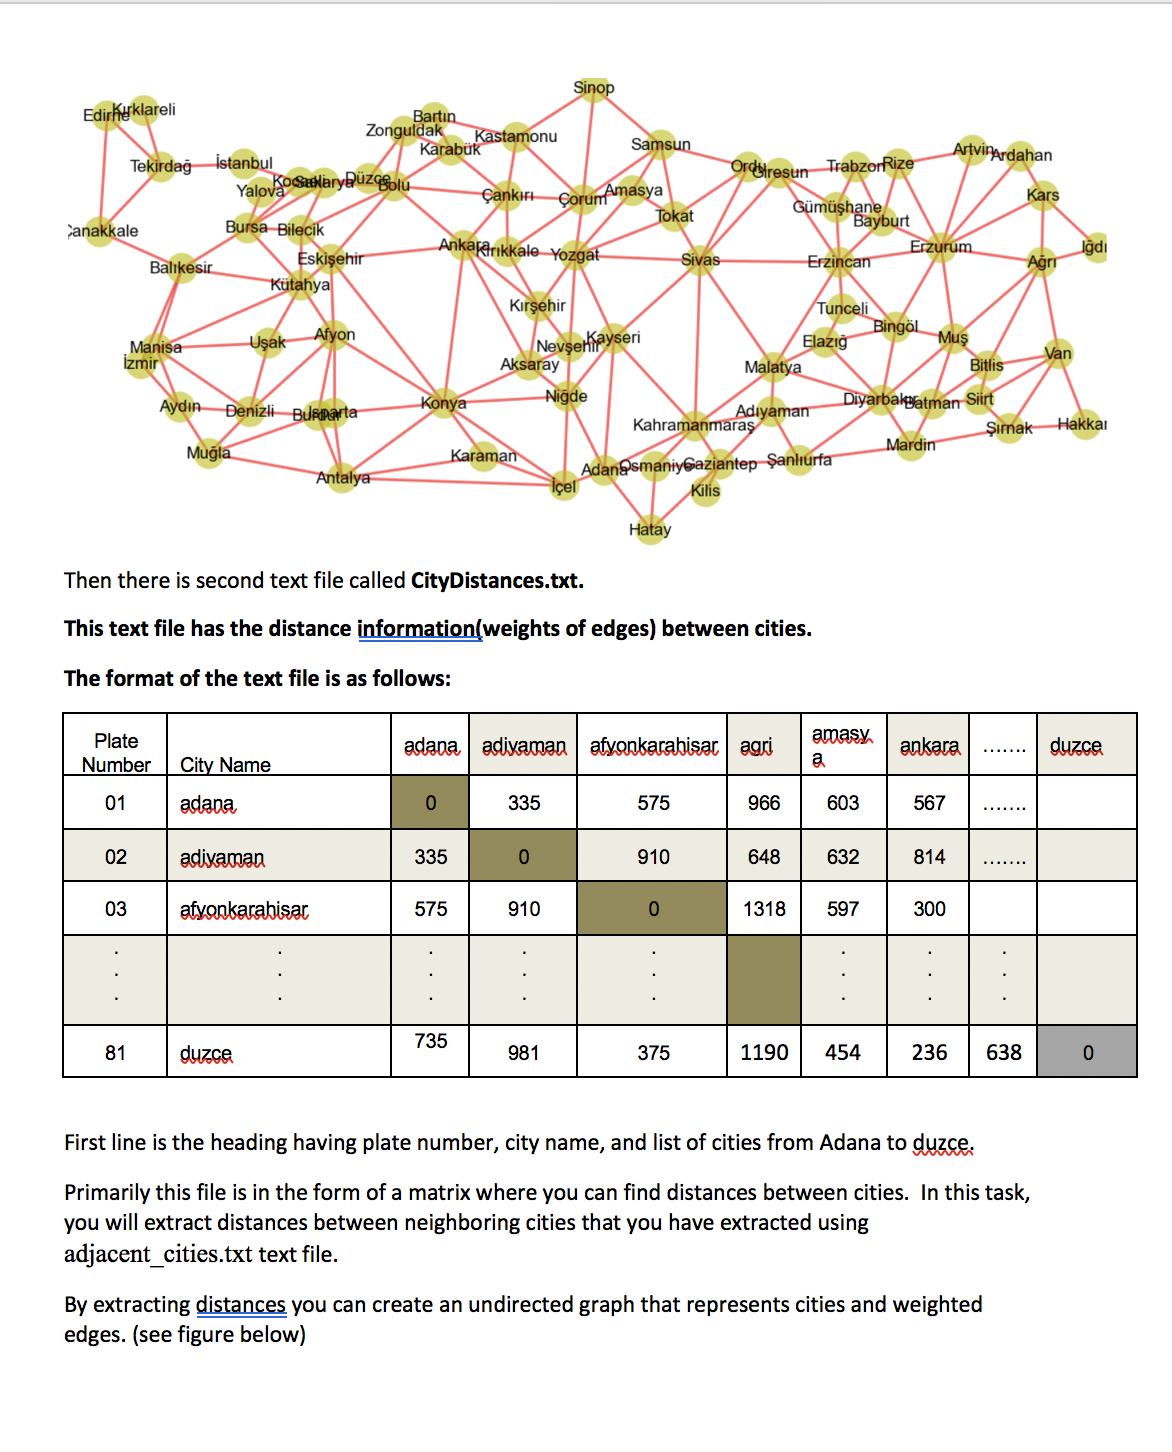 Sinop
Edirne Kırklareli
Bartın
Zonguldak
Kastamonu
Karabük
Samsun
Tekirdağ İstanbul
Artvin Ardahan
Ordu Giresun Trabzon Rize
Yalova Kocaeli Sakarya Düzce Bolu
Çankırı Çorum Amasya
Kars
Tokat
Gümüşhane
Bayburt
Çanakkale
Bursa Bilecik
Ankara Kırıkkale Yozgat
Erzurum
Iğdı
Balıkesir
Eskişehir
Sivas
Erzincan
Ağrı
Kütahya
Kırşehir
Tunceli
Bingöl
Uşak Afyon
Manisa
İzmir
Nevşehir Kayseri
Elazığ
Muş
Van
Aksaray
Malatya
Bitlis
Aydın Denizli Burdur Isparta
Konya
Niğde
Diyarbakır Batman Siirt
Kahramanmaraş Adıyaman
Şırnak Hakkar
Muğla
Karaman
Mardin
Antalya
İçel
Adana Osmaniye Gaziantep Şanlıurfa
Kilis
Hatay
Then there is second text file called CityDistances.txt.
This text file has the distance information(weights of edges) between cities.
The format of the text file is as follows:
Plate Number City Name adana adiyaman afyonkarahisar agri amasya ankara ……. duzce
01 adana 0 335 575 966 603 567 …….
02 adiyaman 335 0 910 648 632 814 …….
03 afyonkarahisar 575 910 0 1318 597 300
. . . . . . . .
. . . . . . . .
. . . . . . . .
81 duzce 735 981 375 1190 454 236 638 0
First line is the heading having plate number, city name, and list of cities from Adana to duzce.
Primarily this file is in the form of a matrix where you can find distances between cities. In this task,
you will extract distances between neighboring cities that you have extracted using
adjacent_cities.txt text file.
By extracting distances you can create an undirected graph that represents cities and weighted
edges. (see figure below)